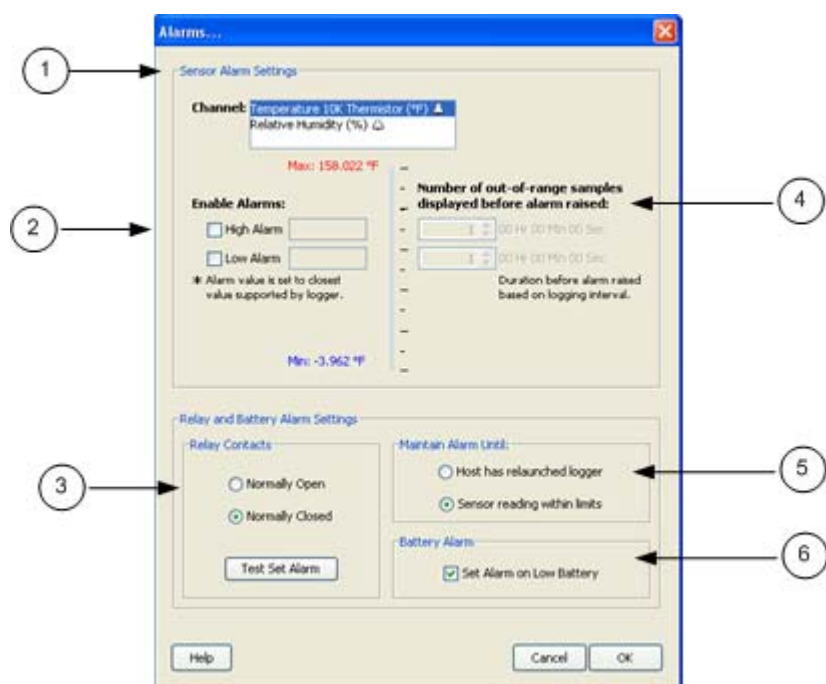 Alarms...
1
Sensor Alarm Settings
Channel:
Temperature 10K Thermistor (°F)
Relative Humidity (%)
Max: 158.022 °F
Number of out-of-range samples
displayed before alarm raised:
4
Enable Alarms:
2
High Alarm
1 00 Hr 00 Min 00 Sec
Low Alarm
1 00 Hr 00 Min 00 Sec
* Alarm value is set to closest
value supported by logger.
Duration before alarm raised
based on logging interval.
Min: -3.962 °F
Relay and Battery Alarm Settings
Relay Contacts
3
Normally Open
Normally Closed
Test Set Alarm
Maintain Alarm Until:
Host has relaunched logger
5
Sensor reading within limits
Battery Alarm
6
Set Alarm on Low Battery
Help
Cancel
OK